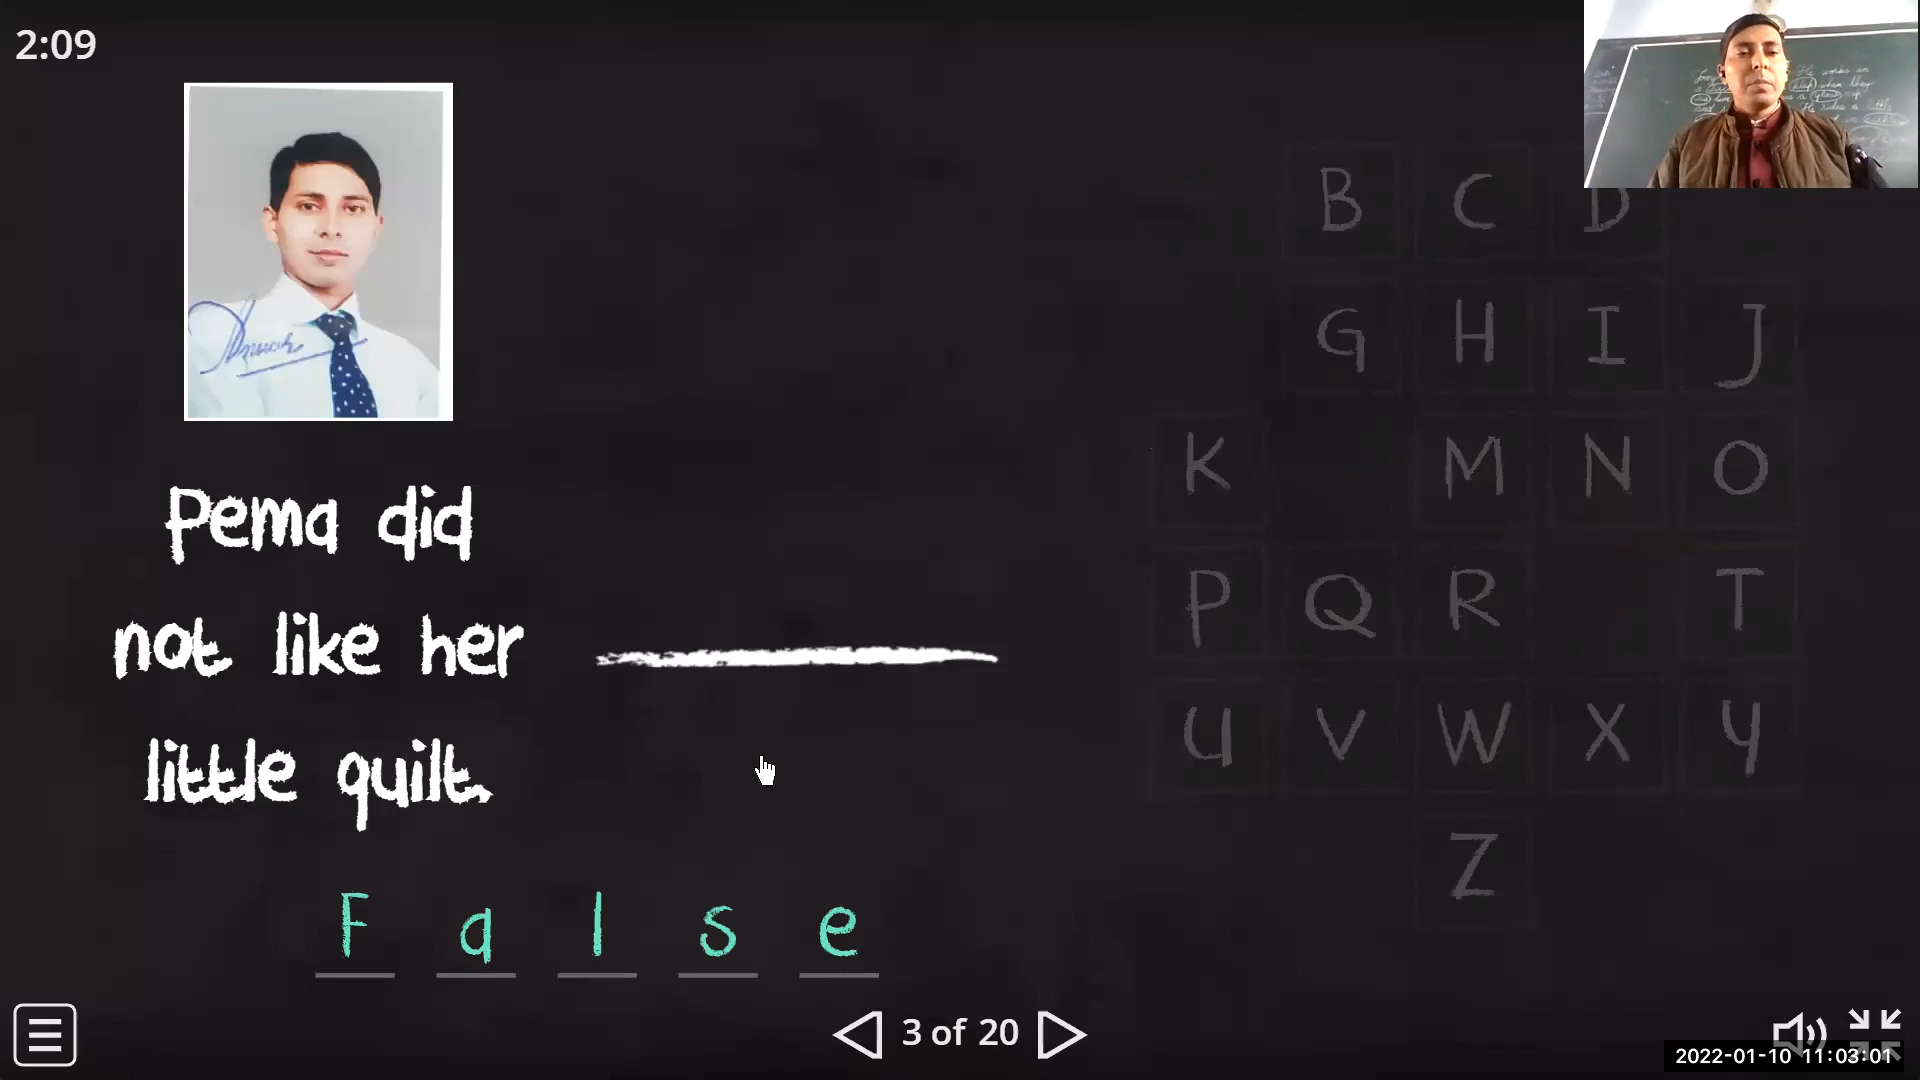 2:09
Pema did
not like her
little quilt.
B C D
G H I J
K M N O
P Q R T
U V W X Y
Z
F a l s e
3 of 20
2022-01-10 11:03:01